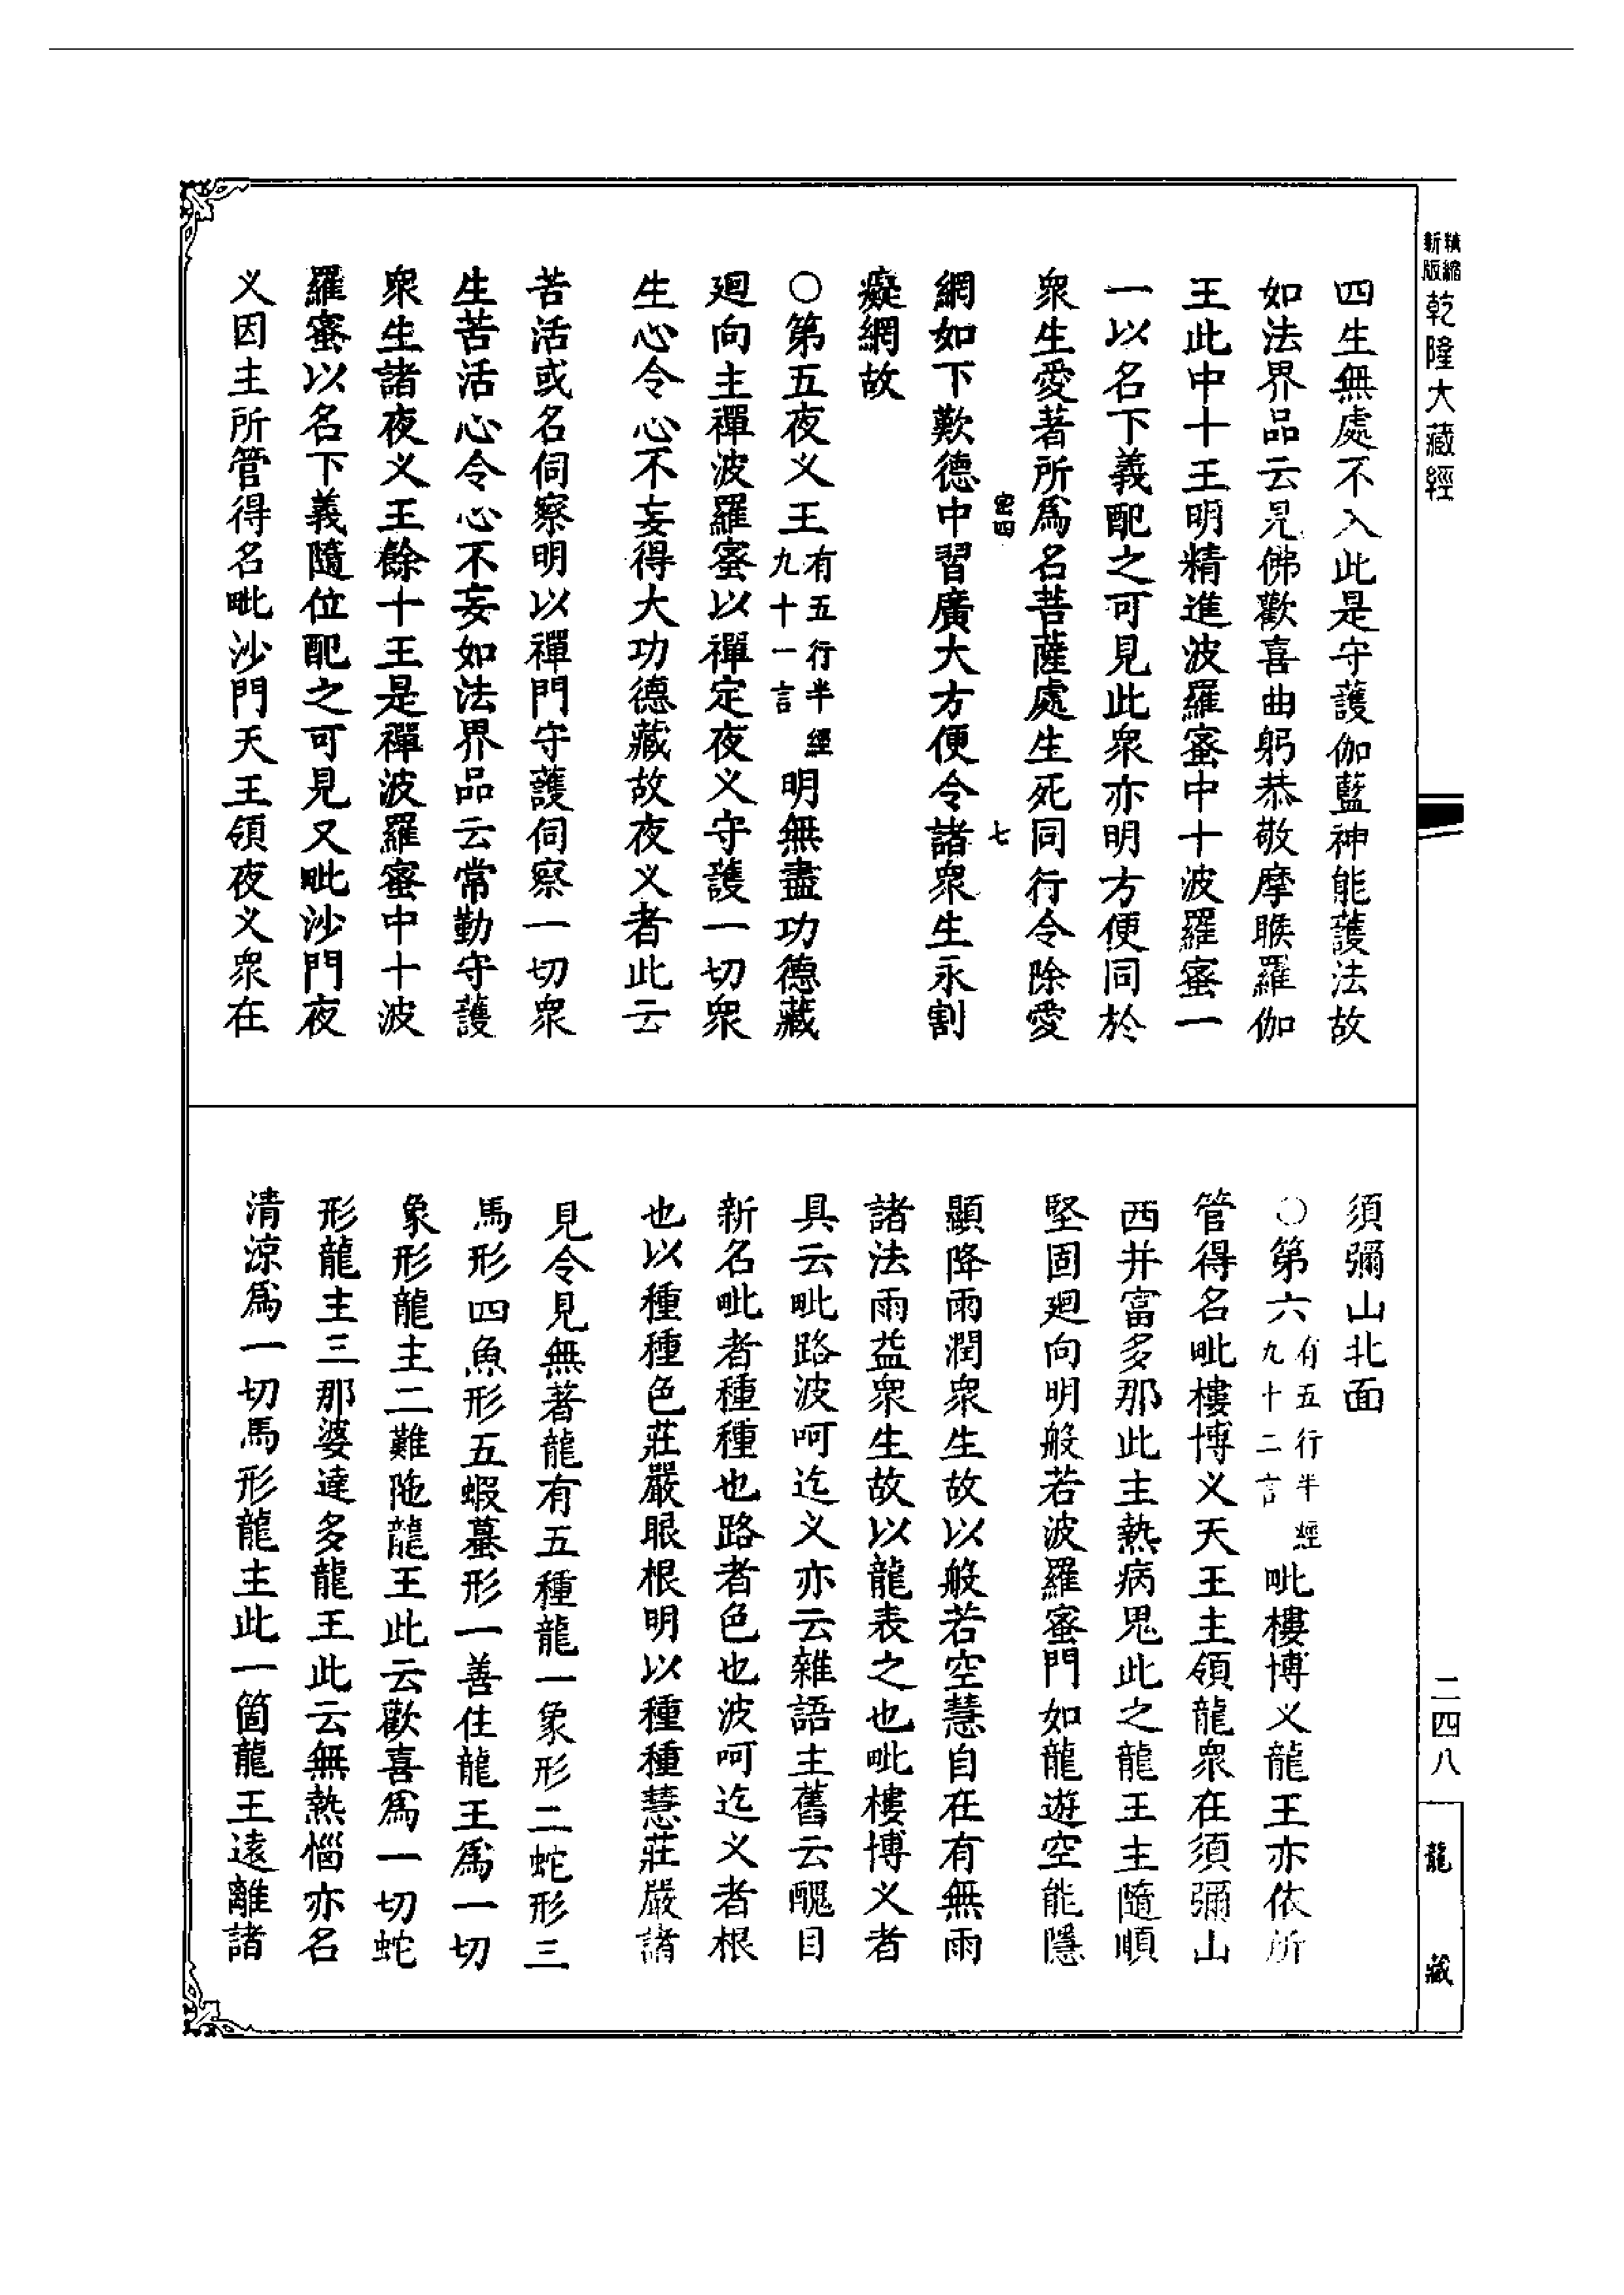 新版 縮 乾隆大藏經
四生無處不入此是守護伽藍神能護法故
如法界品云見佛歡喜曲躬恭敬摩睺羅伽
王此中十王明精進波羅蜜中十波羅蜜一
一以名下義配之可見此衆亦明方便同於
衆生愛著所爲名菩薩處生死同行令除愛
密四 七
網如下歎德中習廣大方便令諸衆生永割
癡網故
○第五夜义王有五行半經九十一言明無盡功德藏
廻向主禪波羅蜜以禪定夜义守護一切衆
生心令心不妄得大功德藏故夜义者此云
苦活或名伺察明以禪門守護伺察一切衆
生苦活心令心不妄如法界品云常勤守護
衆生諸夜义王餘十王是禪波羅蜜中十波
羅蜜以名下義隨位配之可見又毗沙門夜
义因主所管得名毗沙門天王領夜义衆在
須彌山北面
○第六有五行半經九十二言毗樓博义龍王亦依所
管得名毗樓博义天王主領龍衆在須彌山
西并富多那此主熱病鬼此之龍王主隨順
堅固廻向明般若波羅蜜門如龍遊空能隱
顯降雨潤衆生故以般若空慧自在有無雨
諸法雨益衆生故以龍表之也毗樓博义者
具云毗路波呵迄义亦云雜語主舊云醜目
新名毗者種種也路者色也波呵迄义者根
也以種種色莊嚴眼根明以種種慧莊嚴諸
見令見無著龍有五種龍一象形二蛇形三
馬形四魚形五蝦蟇形一善住龍王爲一切
象形龍主二難陁龍王此云歡喜爲一切蛇
形龍主三那婆達多龍王此云無熱惱亦名
清涼爲一切馬形龍主此一箇龍王遠離諸
二四八
龍藏